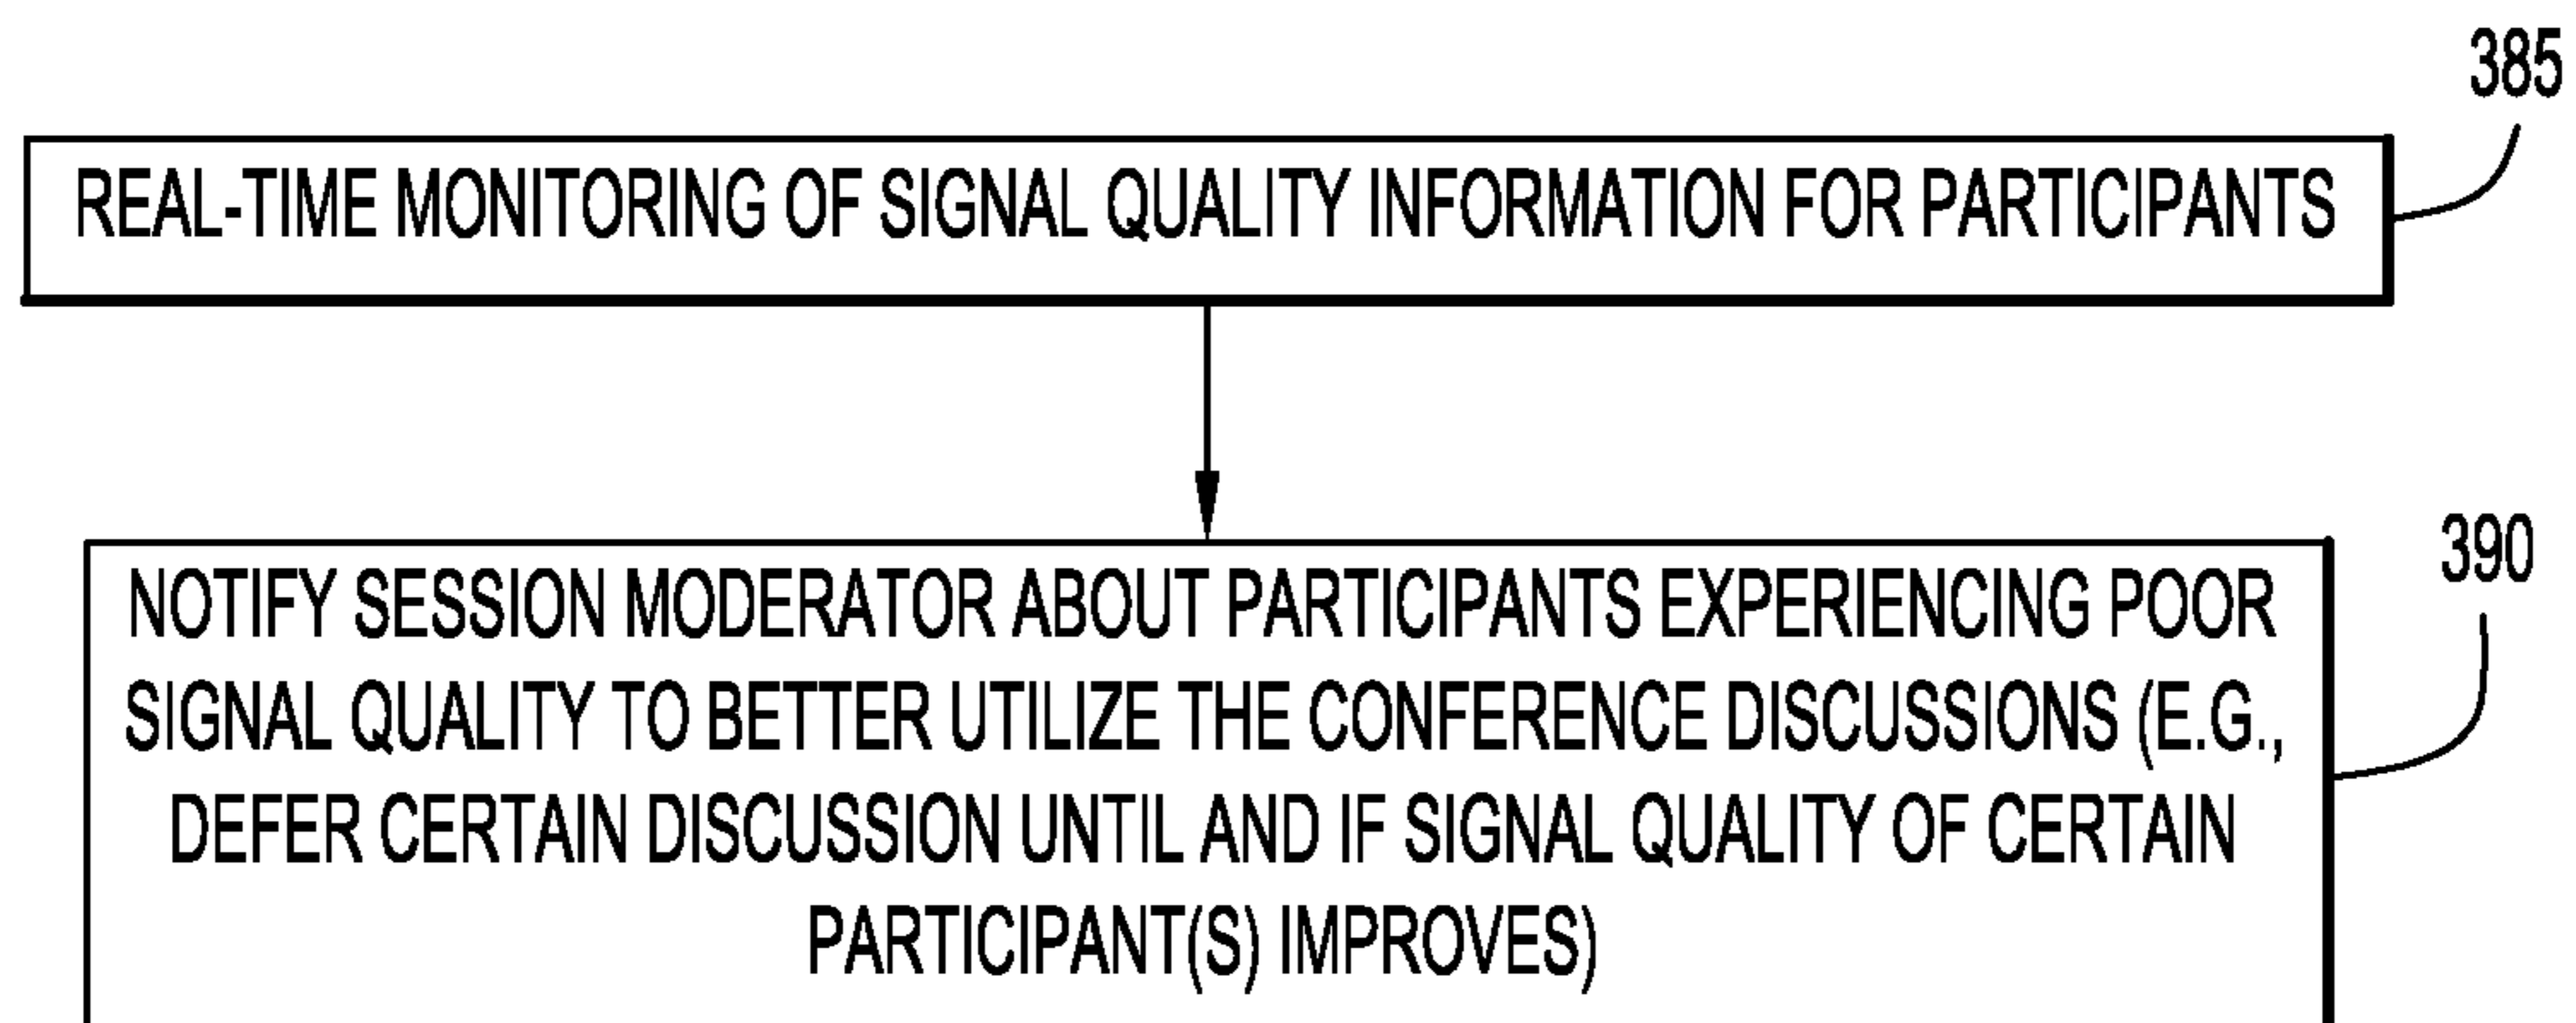 385
REAL-TIME MONITORING OF SIGNAL QUALITY INFORMATION FOR PARTICIPANTS
390
NOTIFY SESSION MODERATOR ABOUT PARTICIPANTS EXPERIENCING POOR
SIGNAL QUALITY TO BETTER UTILIZE THE CONFERENCE DISCUSSIONS (E.G.,
DEFER CERTAIN DISCUSSION UNTIL AND IF SIGNAL QUALITY OF CERTAIN
PARTICIPANT(S) IMPROVES)